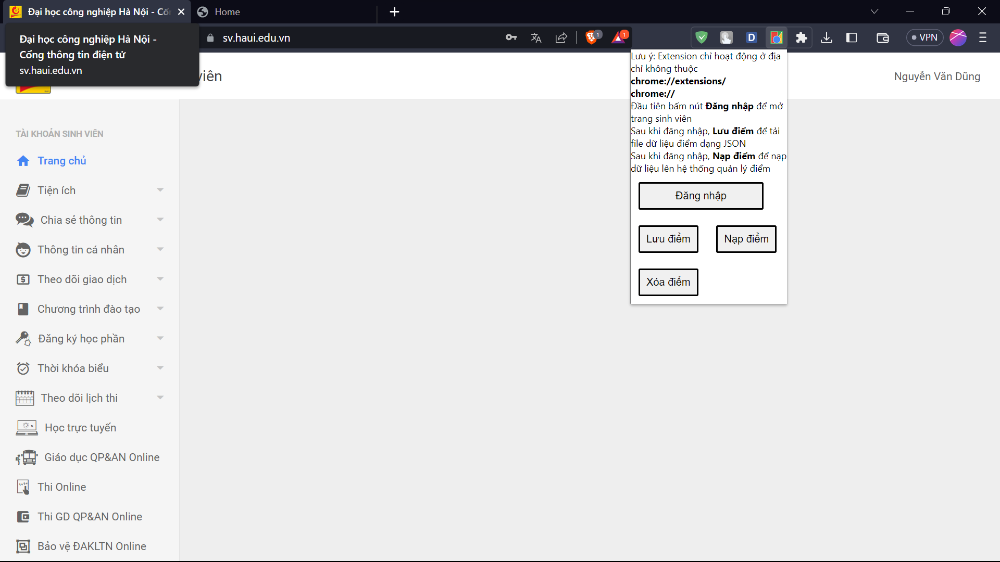 Đại học công nghiệp Hà Nội - Cổn
Home
Đại học công nghiệp Hà Nội -
Cổng thông tin điện tử
sv.haui.edu.vn
sv.haui.edu.vn
1
1
D
VPN
viên
Nguyễn Văn Dũng
Lưu ý: Extension chỉ hoạt động ở địa
chỉ không thuộc
chrome://extensions/
chrome://
Đầu tiên bấm nút Đăng nhập để mở
trang sinh viên
Sau khi đăng nhập, Lưu điểm để tải
file dữ liệu điểm dạng JSON
Sau khi đăng nhập, Nạp điểm để nạp
dữ liệu lên hệ thống quản lý điểm
Đăng nhập
Lưu điểm
Nạp điểm
Xóa điểm
TÀI KHOẢN SINH VIÊN
Trang chủ
Tiện ích
Chia sẻ thông tin
Thông tin cá nhân
Theo dõi giao dịch
Chương trình đào tạo
Đăng ký học phần
Thời khóa biểu
Theo dõi lịch thi
Học trực tuyến
Giáo dục QP&AN Online
Thi Online
Thi GD QP&AN Online
Bảo vệ ĐAKLTN Online